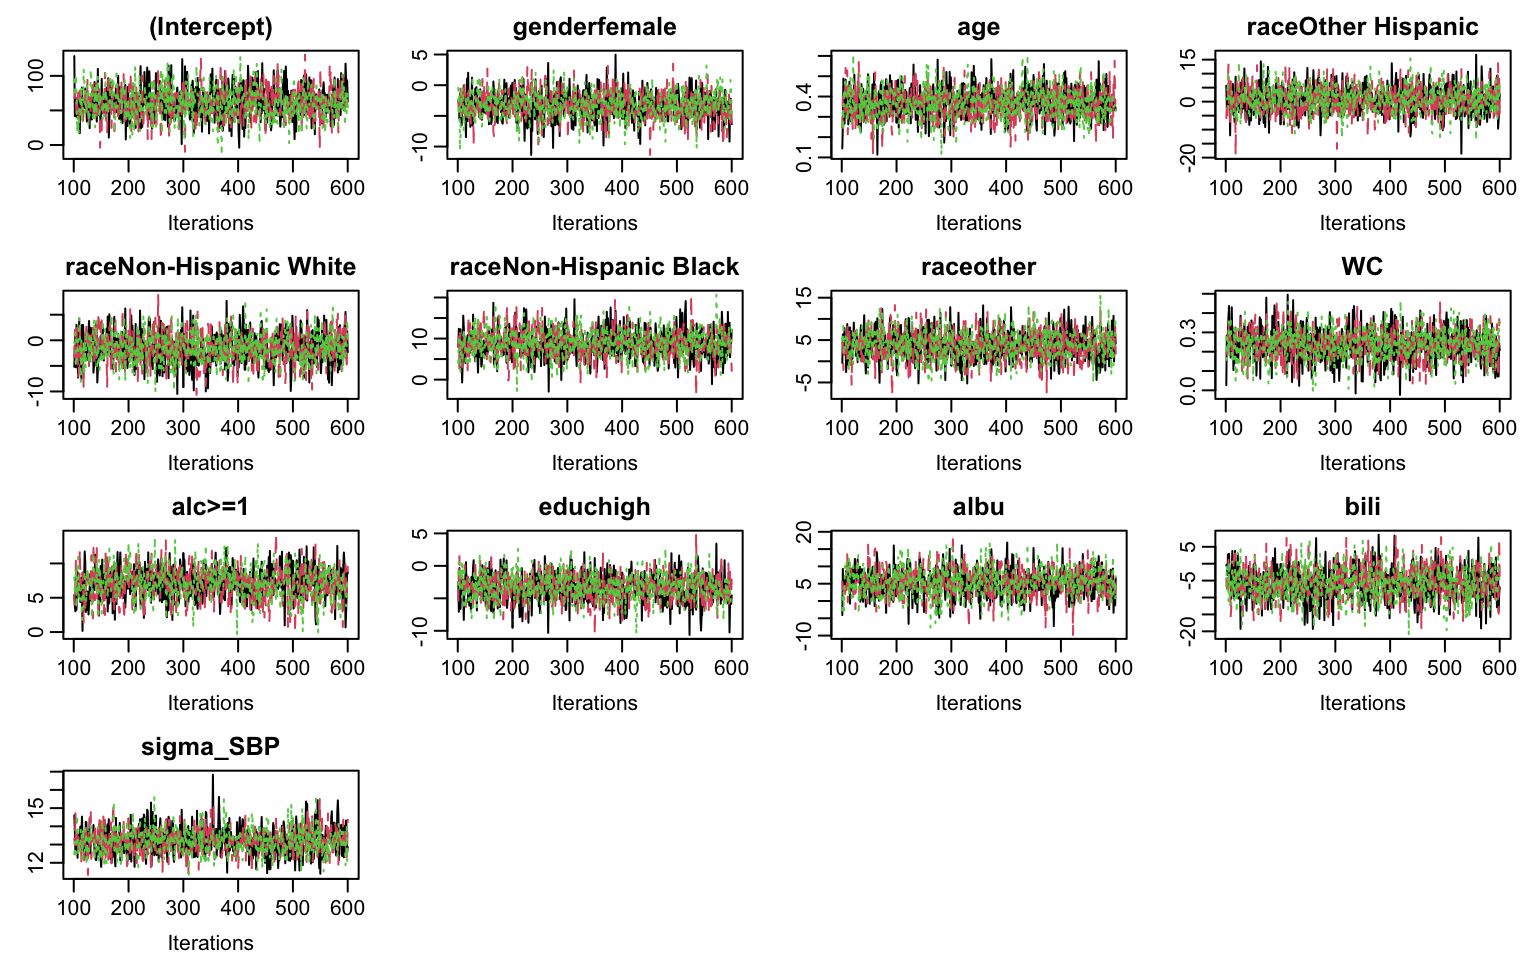 (Intercept) genderfemale age raceOther Hispanic
0 100 -10 0 5 0.1 0.4 -20 0 15
100 200 300 400 500 600 100 200 300 400 500 600 100 200 300 400 500 600 100 200 300 400 500 600
Iterations Iterations Iterations Iterations
raceNon-Hispanic White raceNon-Hispanic Black raceother WC
-10 0 0 10 -5 5 15 0.0 0.3
100 200 300 400 500 600 100 200 300 400 500 600 100 200 300 400 500 600 100 200 300 400 500 600
Iterations Iterations Iterations Iterations
alc>=1 educhigh albu bili
0 5 -10 0 5 -10 5 20 -20 -5 5
100 200 300 400 500 600 100 200 300 400 500 600 100 200 300 400 500 600 100 200 300 400 500 600
Iterations Iterations Iterations Iterations
sigma_SBP
12 15
100 200 300 400 500 600
Iterations